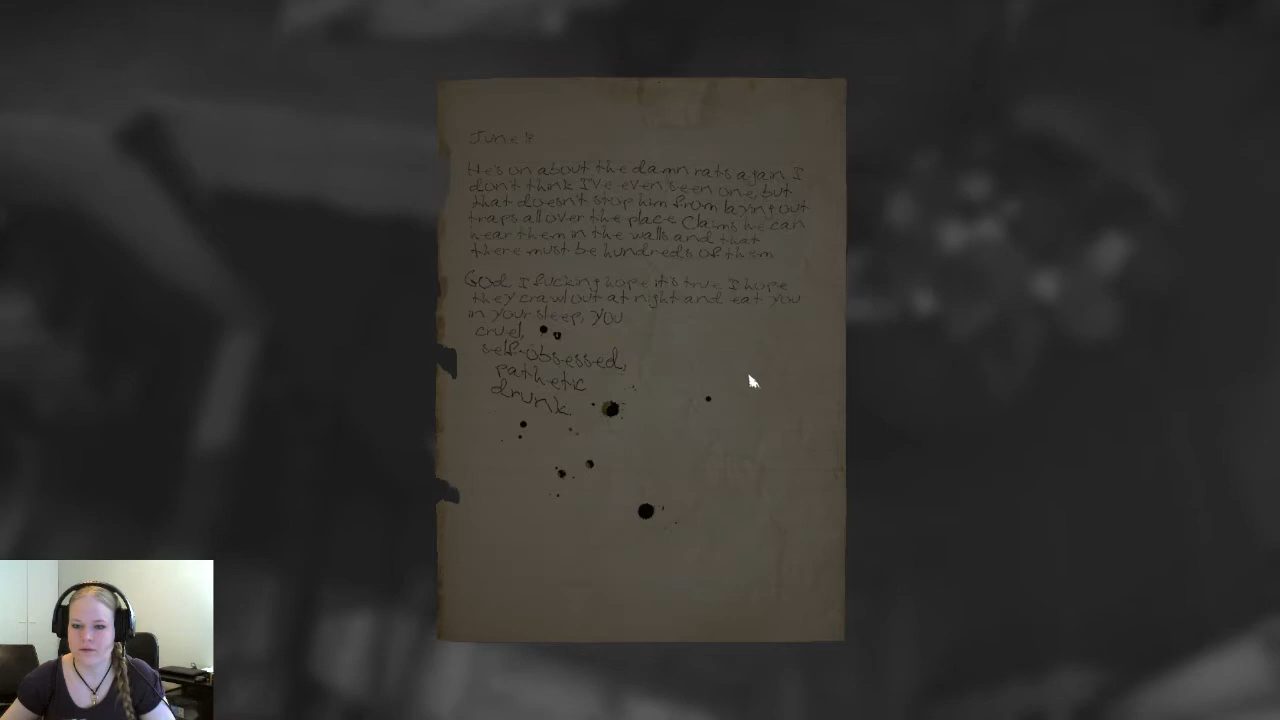 June 8
He's on about the damn rats again I
don't think I've even seen one, but
that doesn't stop him from laying out
traps all over the place Claims he can
hear them in the walls and that
there must be hundreds of them
God I fucking hope it's true I hope
they crawl out at night and eat you
in your sleep, you
cruel,
self-obsessed,
pathetic
drunk